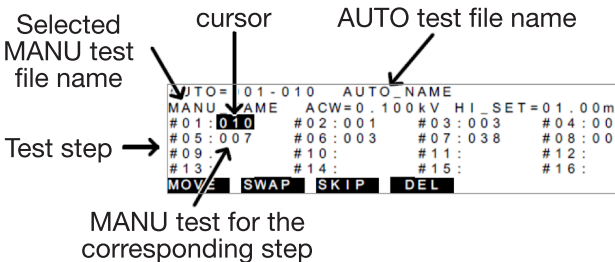 Selected
MANU test
file name
cursor
AUTO test file name
AUTO=001-010 AUTO_NAME
MANU_NAME ACW=0.100kV HI_SET=01.00m
#01:010 #02:001 #03:003 #04:00
#05:007 #06:003 #07:038 #08:00
#09: #10: #11: #12:
#13: #14: #15: #16:
MOVE SWAP SKIP DEL
Test step
MANU test for the
corresponding step